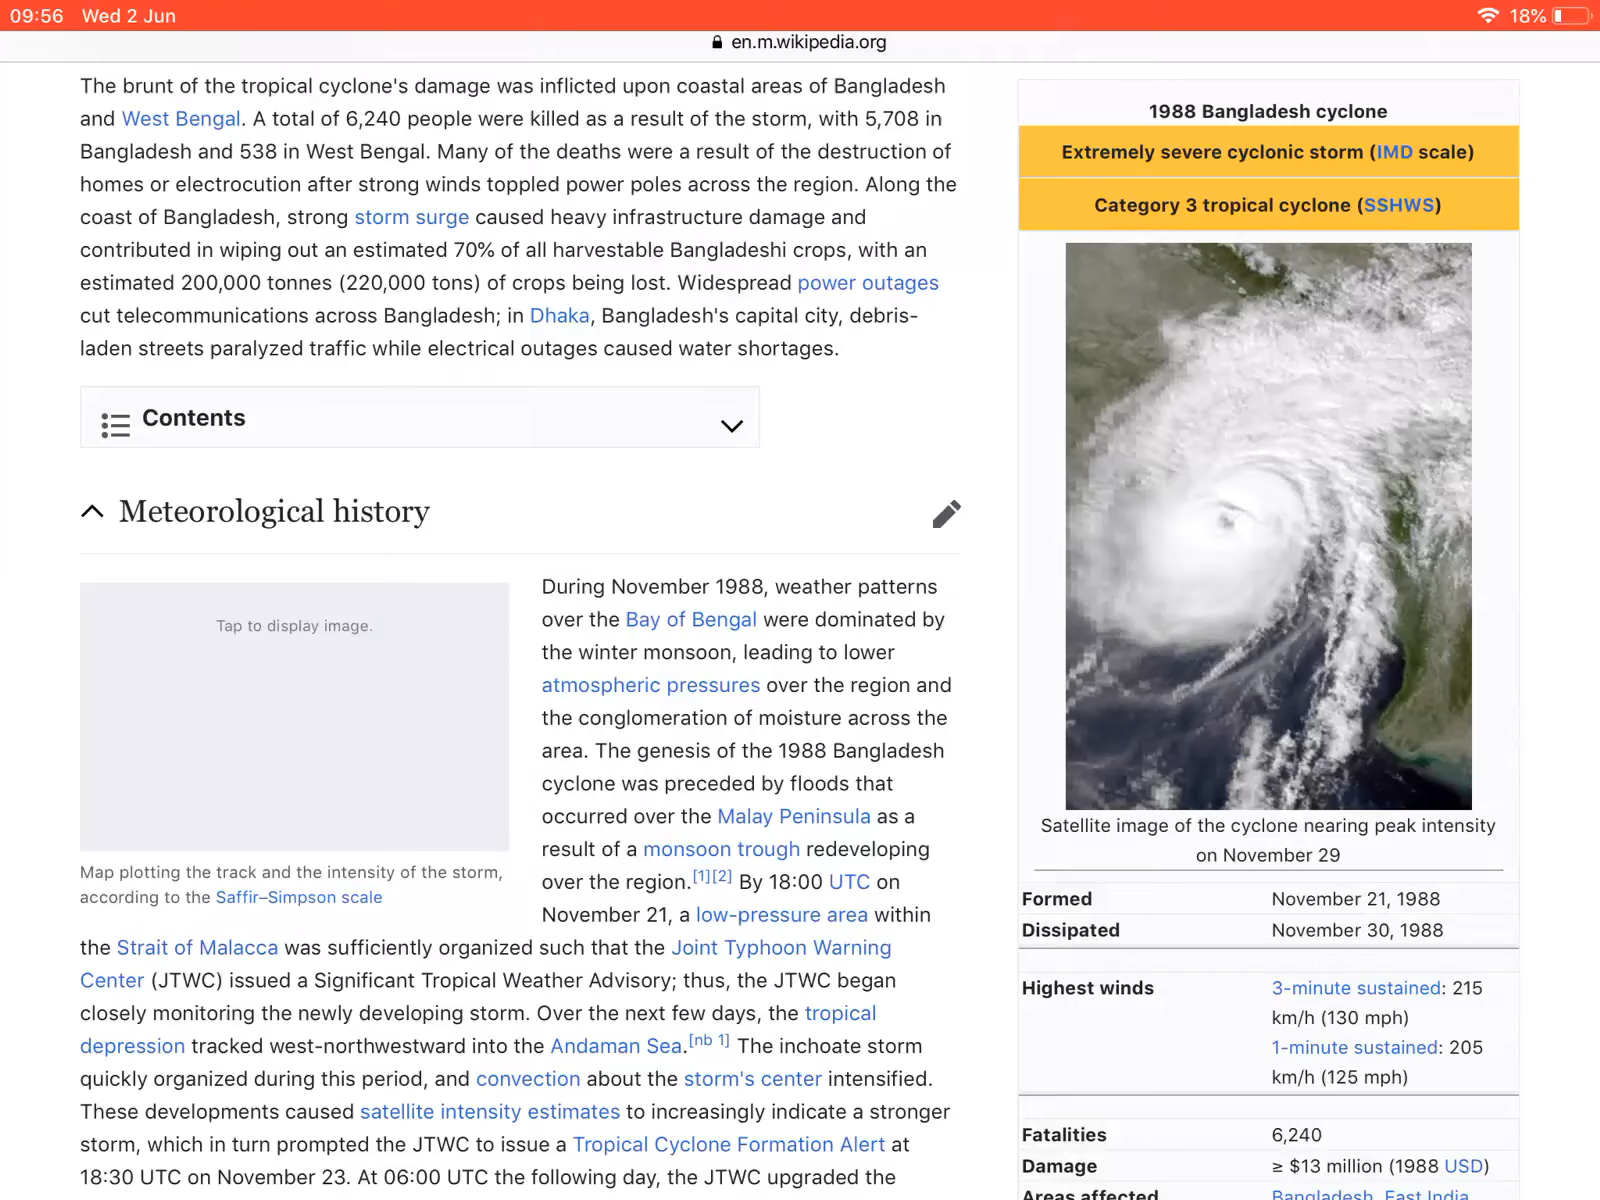 09:56 Wed 2 Jun
18%
en.m.wikipedia.org
The brunt of the tropical cyclone's damage was inflicted upon coastal areas of Bangladesh
and West Bengal. A total of 6,240 people were killed as a result of the storm, with 5,708 in
Bangladesh and 538 in West Bengal. Many of the deaths were a result of the destruction of
homes or electrocution after strong winds toppled power poles across the region. Along the
coast of Bangladesh, strong storm surge caused heavy infrastructure damage and
contributed in wiping out an estimated 70% of all harvestable Bangladeshi crops, with an
estimated 200,000 tonnes (220,000 tons) of crops being lost. Widespread power outages
cut telecommunications across Bangladesh; in Dhaka, Bangladesh's capital city, debris-
laden streets paralyzed traffic while electrical outages caused water shortages.
Contents
Meteorological history
Tap to display image.
Map plotting the track and the intensity of the storm,
according to the Saffir–Simpson scale
During November 1988, weather patterns
over the Bay of Bengal were dominated by
the winter monsoon, leading to lower
atmospheric pressures over the region and
the conglomeration of moisture across the
area. The genesis of the 1988 Bangladesh
cyclone was preceded by floods that
occurred over the Malay Peninsula as a
result of a monsoon trough redeveloping
over the region.[1][2] By 18:00 UTC on
November 21, a low-pressure area within
the Strait of Malacca was sufficiently organized such that the Joint Typhoon Warning
Center (JTWC) issued a Significant Tropical Weather Advisory; thus, the JTWC began
closely monitoring the newly developing storm. Over the next few days, the tropical
depression tracked west-northwestward into the Andaman Sea.[nb 1] The inchoate storm
quickly organized during this period, and convection about the storm's center intensified.
These developments caused satellite intensity estimates to increasingly indicate a stronger
storm, which in turn prompted the JTWC to issue a Tropical Cyclone Formation Alert at
18:30 UTC on November 23. At 06:00 UTC the following day, the JTWC upgraded the
1988 Bangladesh cyclone
Extremely severe cyclonic storm (IMD scale)
Category 3 tropical cyclone (SSHWS)
Satellite image of the cyclone nearing peak intensity
on November 29
Formed November 21, 1988
Dissipated November 30, 1988
Highest winds 3-minute sustained: 215
km/h (130 mph)
1-minute sustained: 205
km/h (125 mph)
Fatalities 6,240
Damage ≥ $13 million (1988 USD)
Areas affected Bangladesh, East India